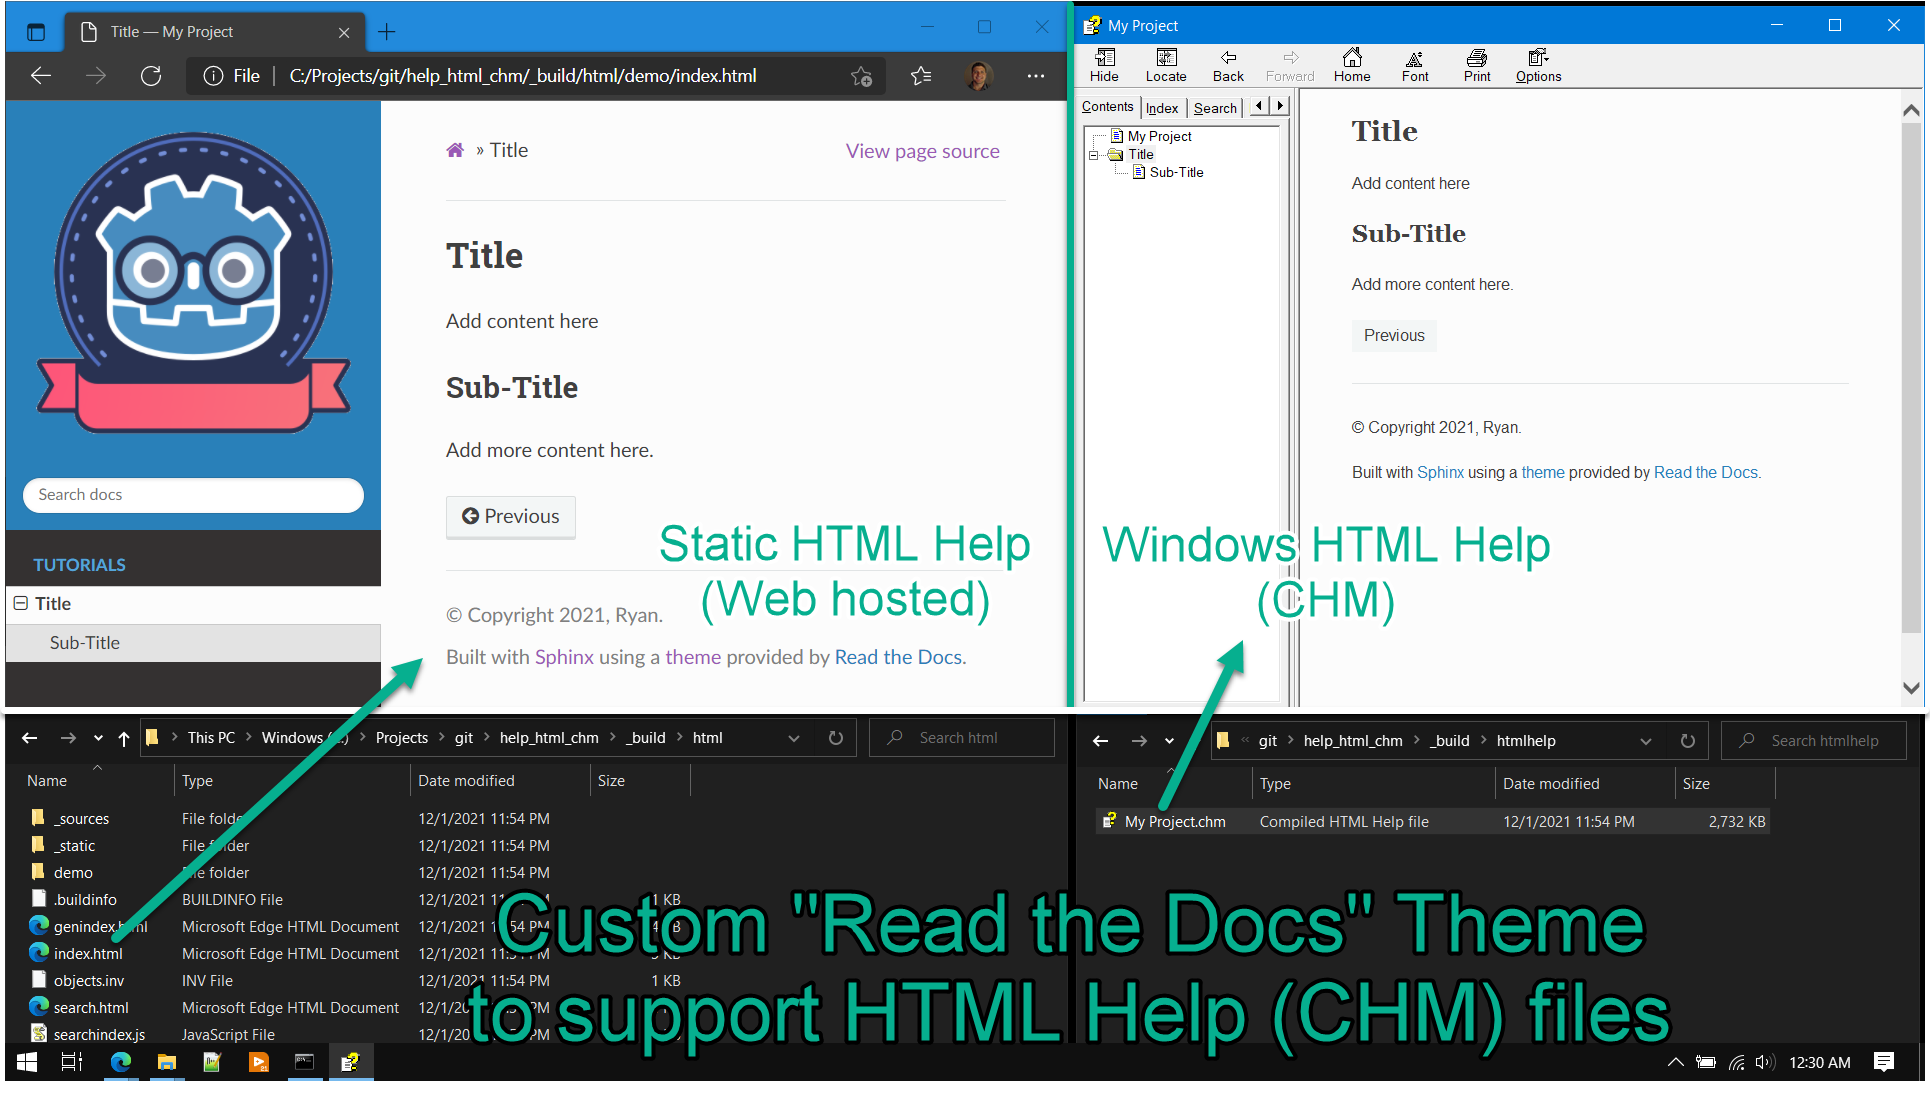 Title — My Project
File
C:/Projects/git/help_html_chm/_build/html/demo/index.html
» Title
View page source
Title
Add content here
Sub-Title
Add more content here.
Previous
© Copyright 2021, Ryan.
Built with Sphinx using a theme provided by Read the Docs.
Search docs
TUTORIALS
Title
Sub-Title
Static HTML Help
(Web hosted)
My Project
Hide Locate Back Forward Home Font Print Options
Contents Index Search
My Project
Title
Sub-Title
Title
Add content here
Sub-Title
Add more content here.
Previous
© Copyright 2021, Ryan.
Built with Sphinx using a theme provided by Read the Docs.
Windows HTML Help
(CHM)
This PC > Windows > Projects > git > help_html_chm > _build > html
Search html
Name Type Date modified Size
_sources File folder 12/1/2021 11:54 PM
_static File folder 12/1/2021 11:54 PM
demo File folder 12/1/2021 11:54 PM
.buildinfo BUILDINFO File 12/1/2021 11:54 PM 1 KB
genindex.html Microsoft Edge HTML Document 12/1/2021 KB
index.html Microsoft Edge HTML Document 12/1/2021 11:54 PM KB
objects.inv INV File 12/1/2021 11:54 PM 1 KB
search.html Microsoft Edge HTML Document 12/1/2021
searchindex.js JavaScript File 12/1/2021 11:54 PM
« git > help_html_chm > _build > htmlhelp
Search htmlhelp
Name Type Date modified Size
My Project.chm Compiled HTML Help file 12/1/2021 11:54 PM 2,732 KB
Custom "Read the Docs" Theme
to support HTML Help (CHM) files
12:30 AM